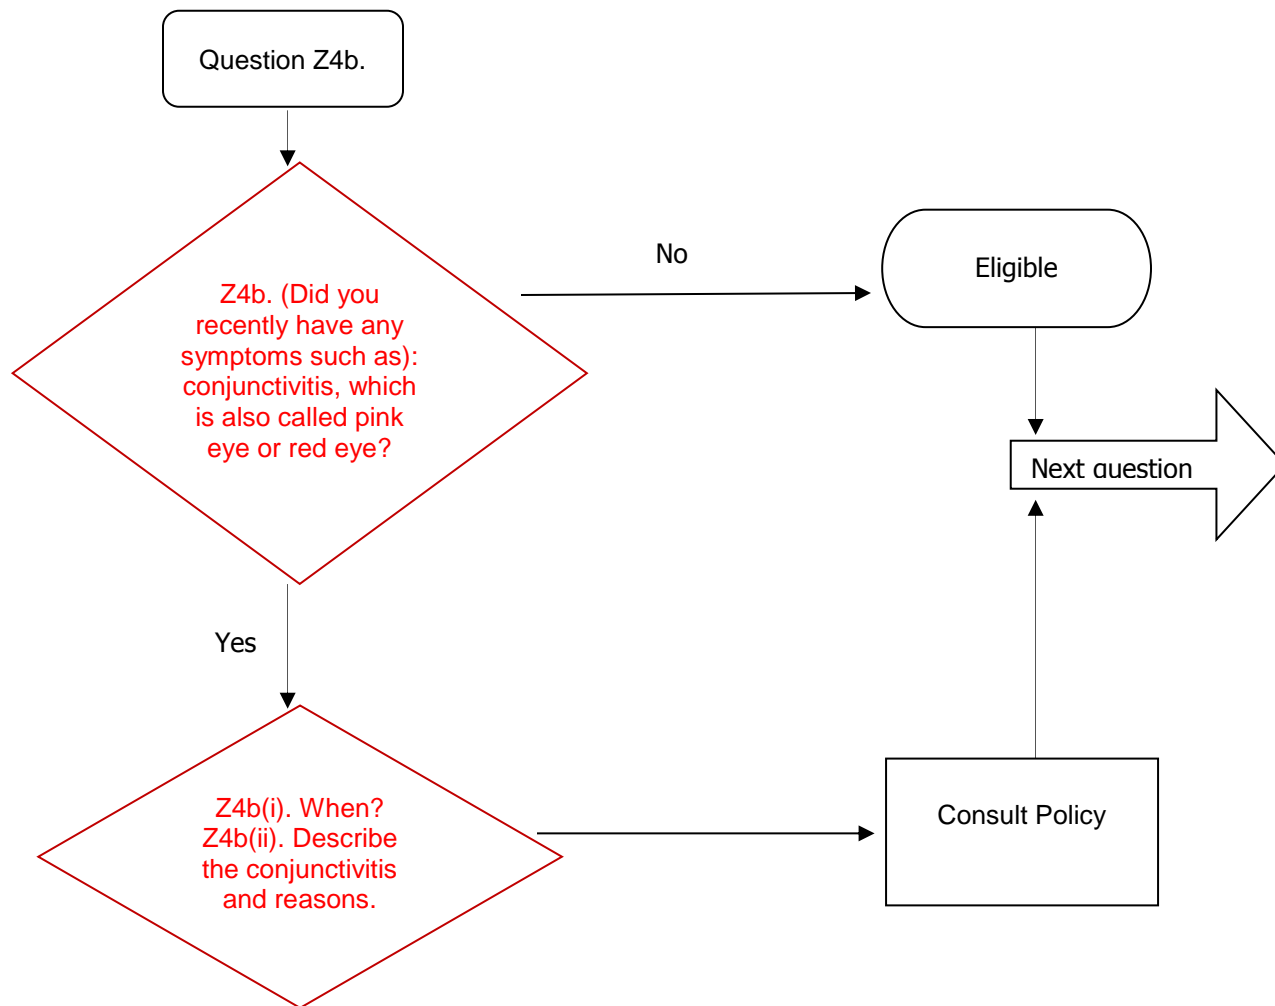 Question Z4b.
Z4b. (Did you
recently have any
symptoms such as):
conjunctivitis, which
is also called pink
eye or red eye?
No
Eligible
Next question
Yes
Z4b(i). When?
Z4b(ii). Describe
the conjunctivitis
and reasons.
Consult Policy